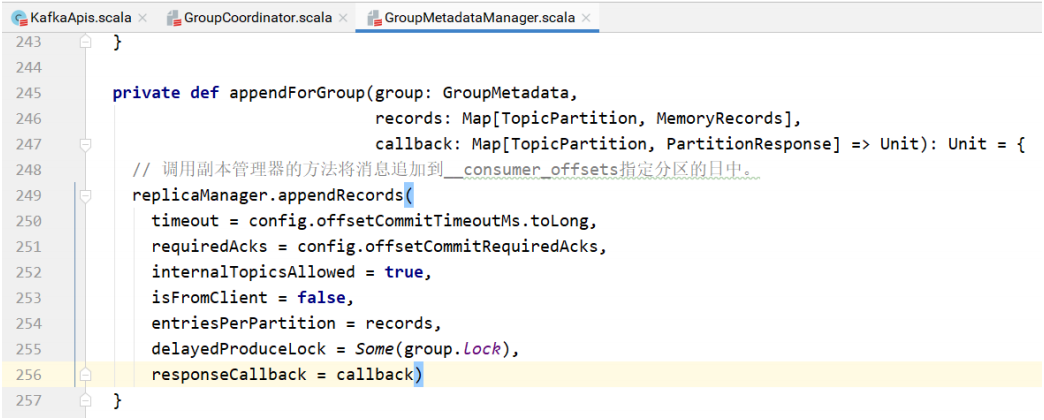 KafkaApis.scala × GroupCoordinator.scala × GroupMetadataManager.scala ×
243 }
244
245 private def appendForGroup(group: GroupMetadata,
246 records: Map[TopicPartition, MemoryRecords],
247 callback: Map[TopicPartition, PartitionResponse] => Unit): Unit = {
248 // 调用副本管理器的方法将消息追加到__consumer_offsets指定分区的日中。
249 replicaManager.appendRecords(
250 timeout = config.offsetCommitTimeoutMs.toLong,
251 requiredAcks = config.offsetCommitRequiredAcks,
252 internalTopicsAllowed = true,
253 isFromClient = false,
254 entriesPerPartition = records,
255 delayedProduceLock = Some(group.lock),
256 responseCallback = callback)
257 }